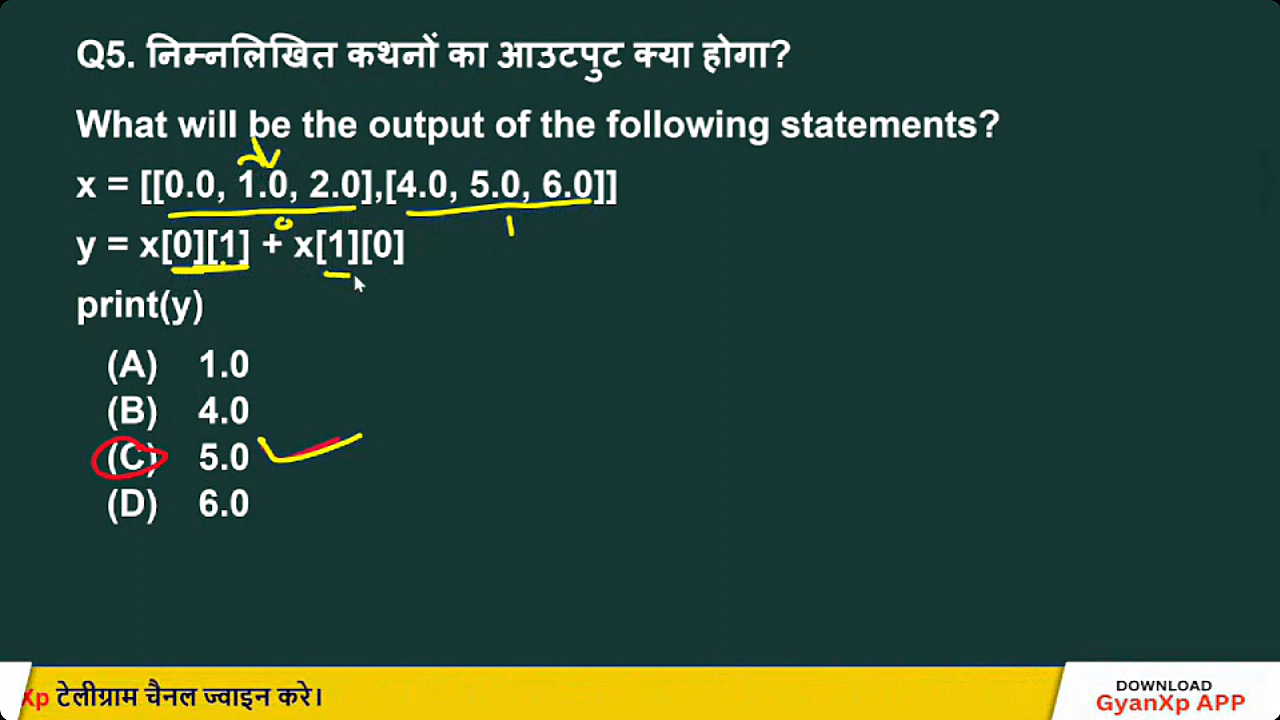 Q5. निम्नलिखित कथनों का आउटपुट क्या होगा?
What will be the output of the following statements?
x = [[0.0, 1.0, 2.0],[4.0, 5.0, 6.0]]
0
1
y = x[0][1] + x[1][0]
print(y)
(A) 1.0
(B) 4.0
(C) 5.0
(D) 6.0
Xp टेलीग्राम चैनल ज्वाइन करे।
DOWNLOAD
GyanXp APP